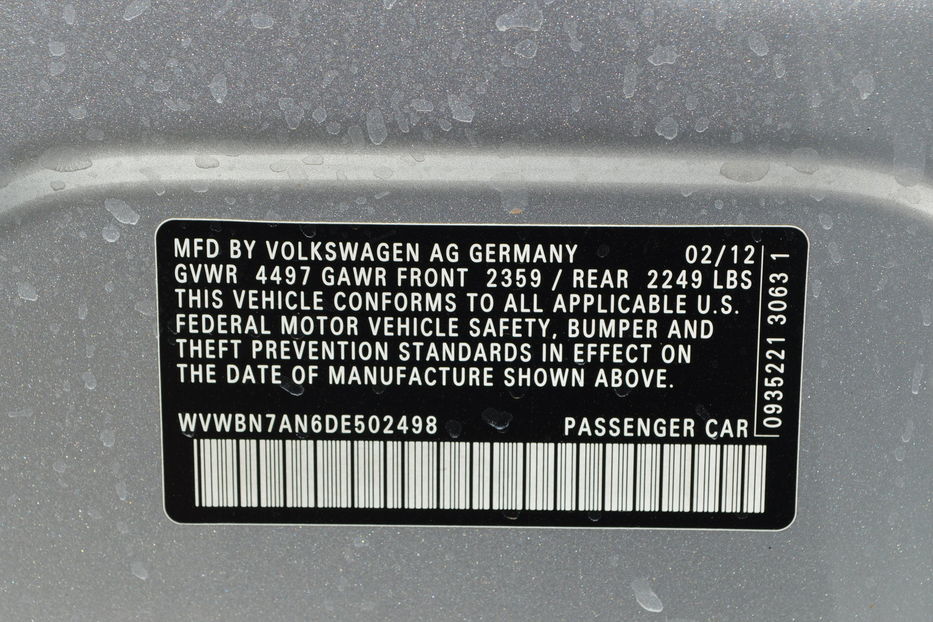 MFD BY VOLKSWAGEN AG GERMANY 02/12
GVWR 4497 GAWR FRONT 2359 / REAR 2249 LBS
THIS VEHICLE CONFORMS TO ALL APPLICABLE U.S.
FEDERAL MOTOR VEHICLE SAFETY, BUMPER AND
THEFT PREVENTION STANDARDS IN EFFECT ON
THE DATE OF MANUFACTURE SHOWN ABOVE.
WVWBN7AN6DE502498 PASSENGER CAR
0935221 3063 1